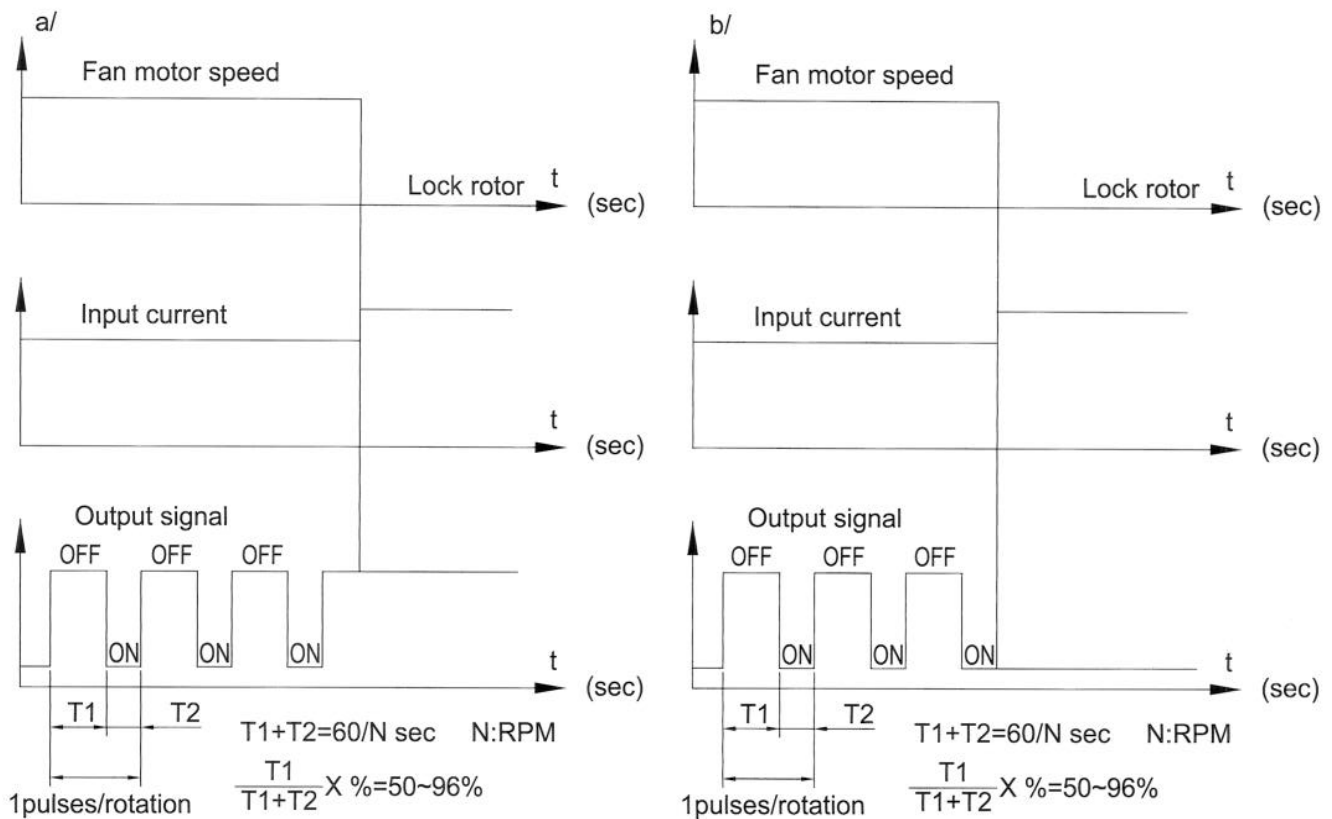 a/
Fan motor speed
Lock rotor
t
(sec)
Input current
t
(sec)
Output signal
OFF OFF OFF
ON ON ON
t
(sec)
T1 T2
T1+T2=60/N sec N:RPM
T1
T1+T2
X %=50~96%
1pulses/rotation
b/
Fan motor speed
Lock rotor
t
(sec)
Input current
t
(sec)
Output signal
OFF OFF OFF
ON ON ON
t
(sec)
T1 T2
T1+T2=60/N sec N:RPM
T1
T1+T2
X %=50~96%
1pulses/rotation